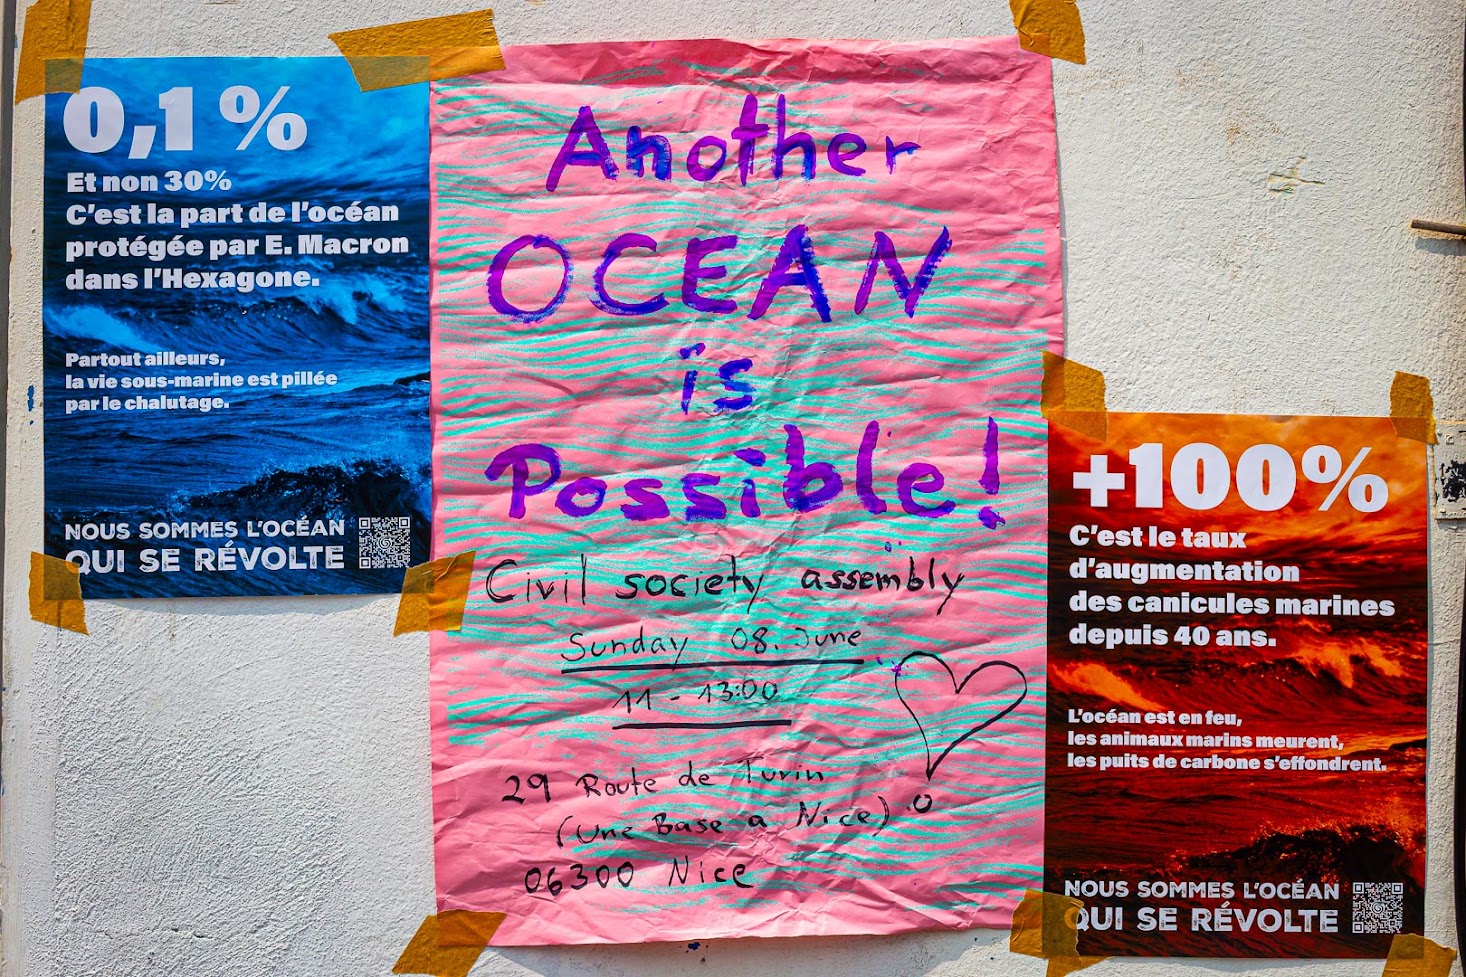 0,1 %
Et non 30%
C'est la part de l'océan
protégée par E. Macron
dans l'Hexagone.
Partout ailleurs,
la vie sous-marine est pillée
par le chalutage.
NOUS SOMMES L'OCÉAN
QUI SE RÉVOLTE
Another
OCEAN
is
Possible!
Civil society assembly
Sunday 08. June
11 - 13:00
29 Route de Turin
(Une Base à Nice)
06300 Nice
+100%
C'est le taux
d'augmentation
des canicules marines
depuis 40 ans.
L'océan est en feu,
les animaux marins meurent,
les puits de carbone s'effondrent.
NOUS SOMMES L'OCÉAN
QUI SE RÉVOLTE